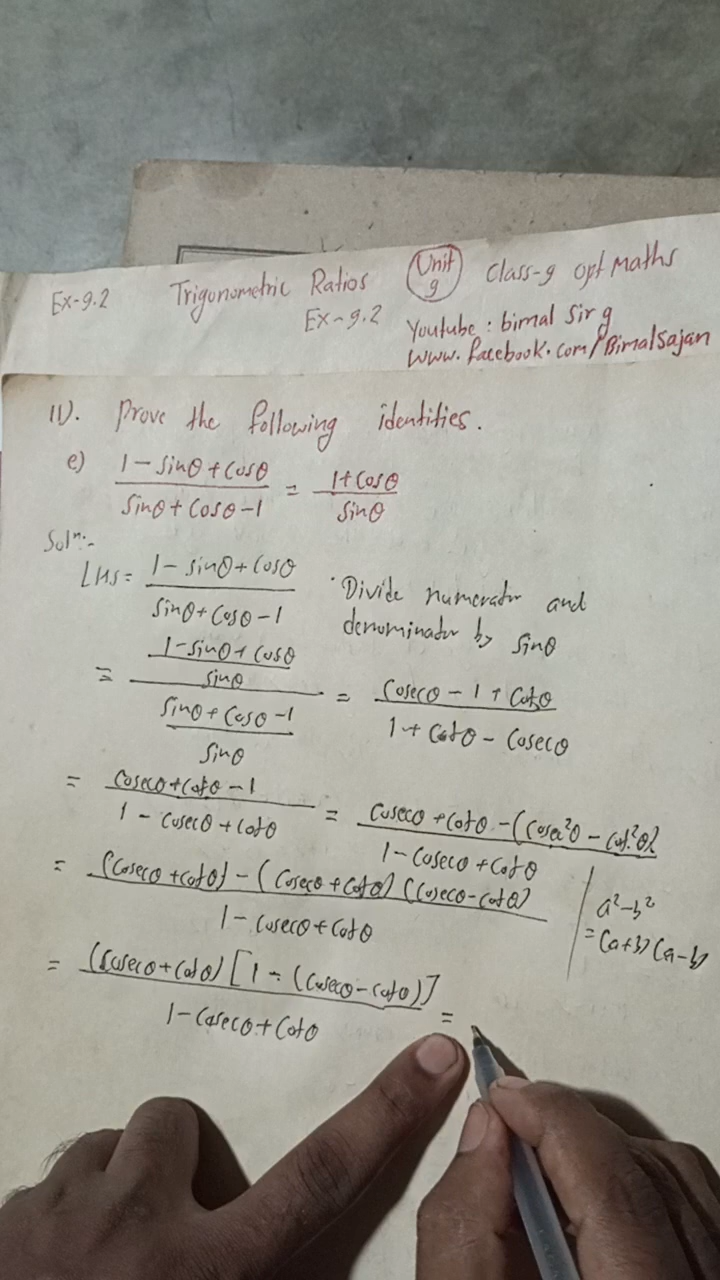 Ex-9.2 Trigonometric Ratios Unit 9 Class-9 Opt Maths
Ex-9.2 Youtube : bimal Sir g
www.facebook.com/Bimalsajan
11). Prove the following identities.
e) (1 - sinθ + cosθ)/(sinθ + cosθ - 1) = (1 + cosθ)/sinθ
Solⁿ:-
LHS = (1 - sinθ + cosθ)/(sinθ + cosθ - 1) Divide numerator and
denominator by sinθ
= ((1 - sinθ + cosθ)/sinθ)/((sinθ + cosθ - 1)/sinθ) = (cosecθ - 1 + cotθ)/(1 + cotθ - cosecθ)
= (cosecθ + cotθ - 1)/(1 - cosecθ + cotθ) = (cosecθ + cotθ - (cosec²θ - cot²θ))/(1 - cosecθ + cotθ)
= ((cosecθ + cotθ) - (cosecθ + cotθ)(cosecθ - cotθ))/(1 - cosecθ + cotθ)
a² - b²
= (a+b)(a-b)
= ((cosecθ + cotθ)[1 - (cosecθ - cotθ)])/(1 - cosecθ + cotθ) =